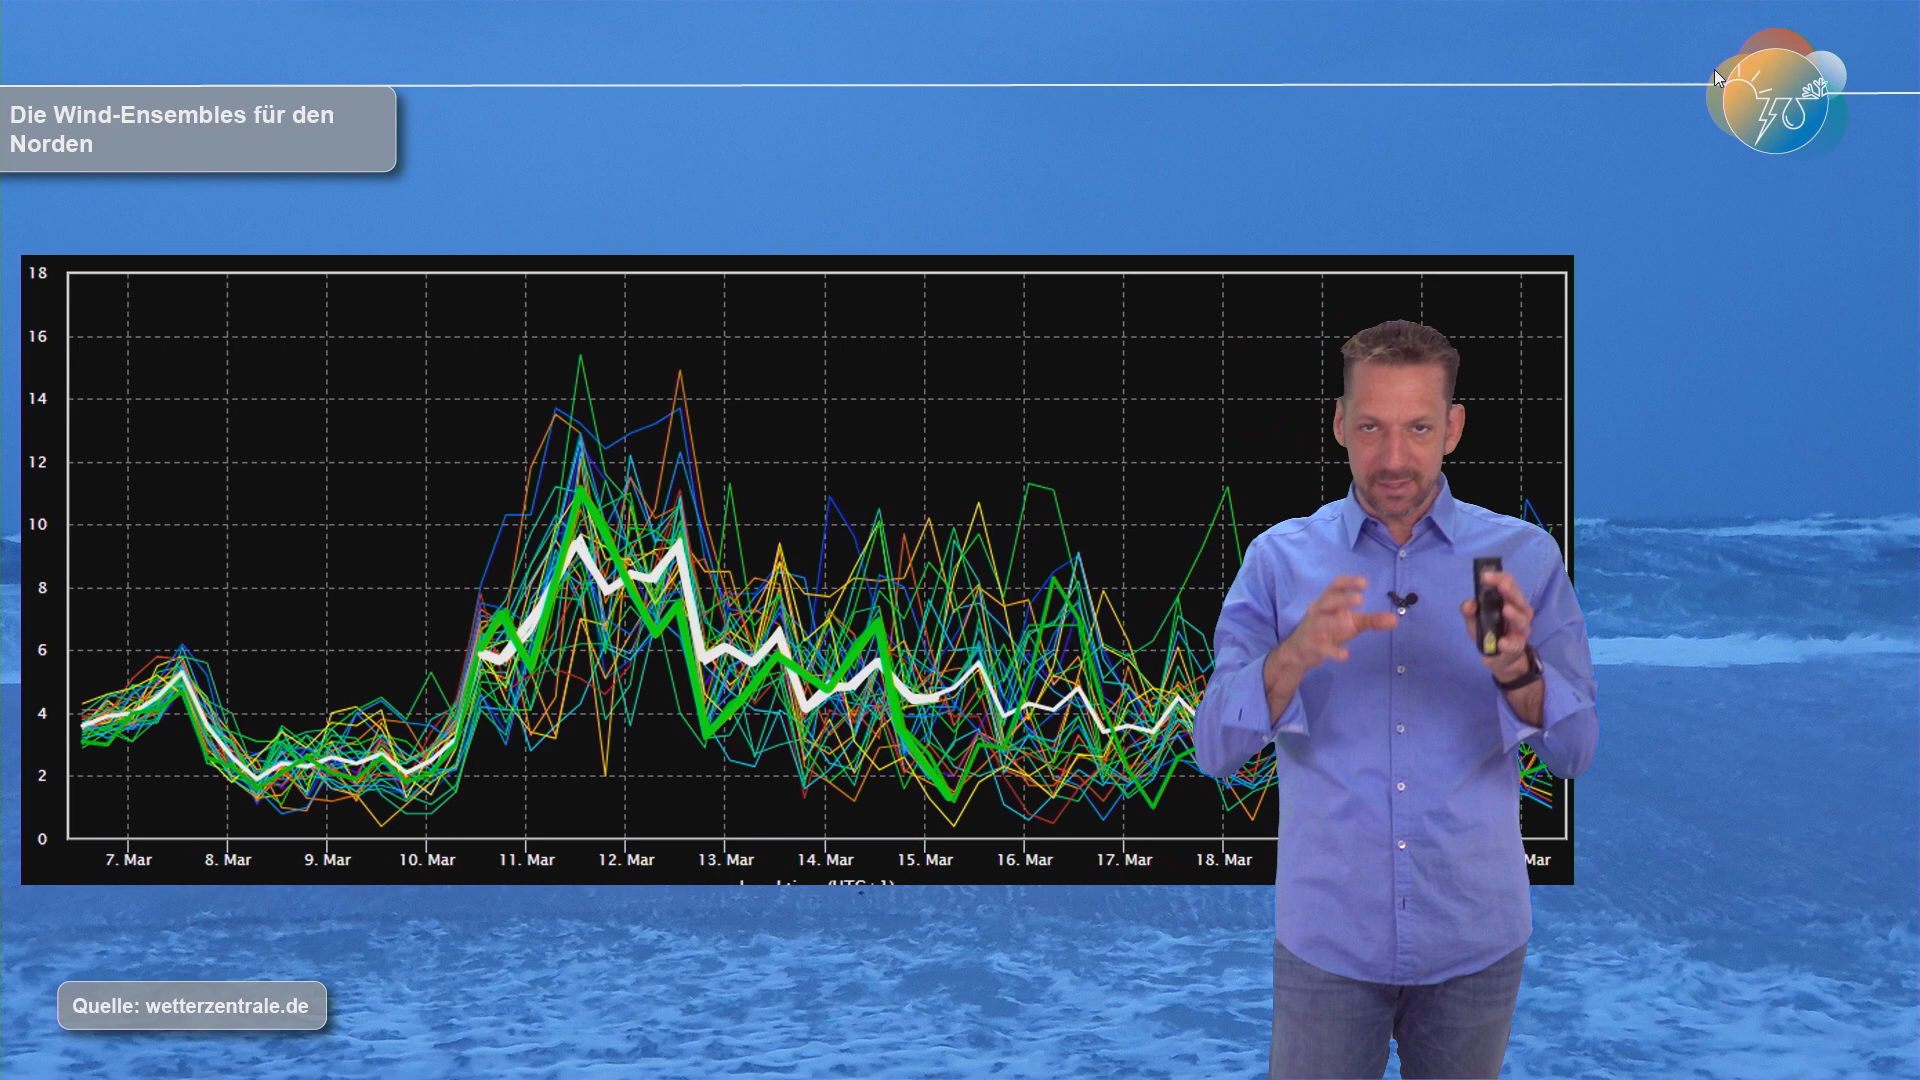 Die Wind-Ensembles für den
Norden
18
16
14
12
10
8
6
4
2
0
7. Mar 8. Mar 9. Mar 10. Mar 11. Mar 12. Mar 13. Mar 14. Mar 15. Mar 16. Mar 17. Mar 18. Mar Mar
Quelle: wetterzentrale.de